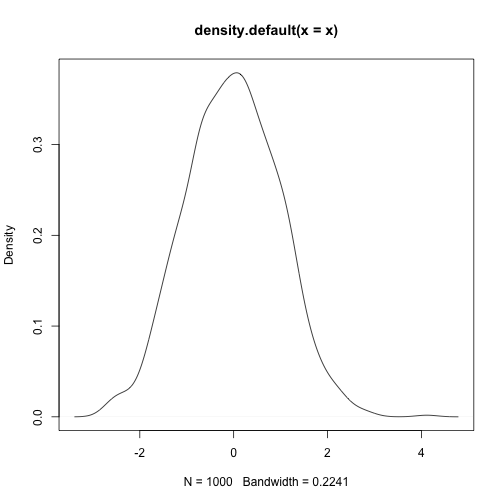 density.default(x = x)
Density
0.3
0.2
0.1
0.0
-2 0 2 4
N = 1000 Bandwidth = 0.2241